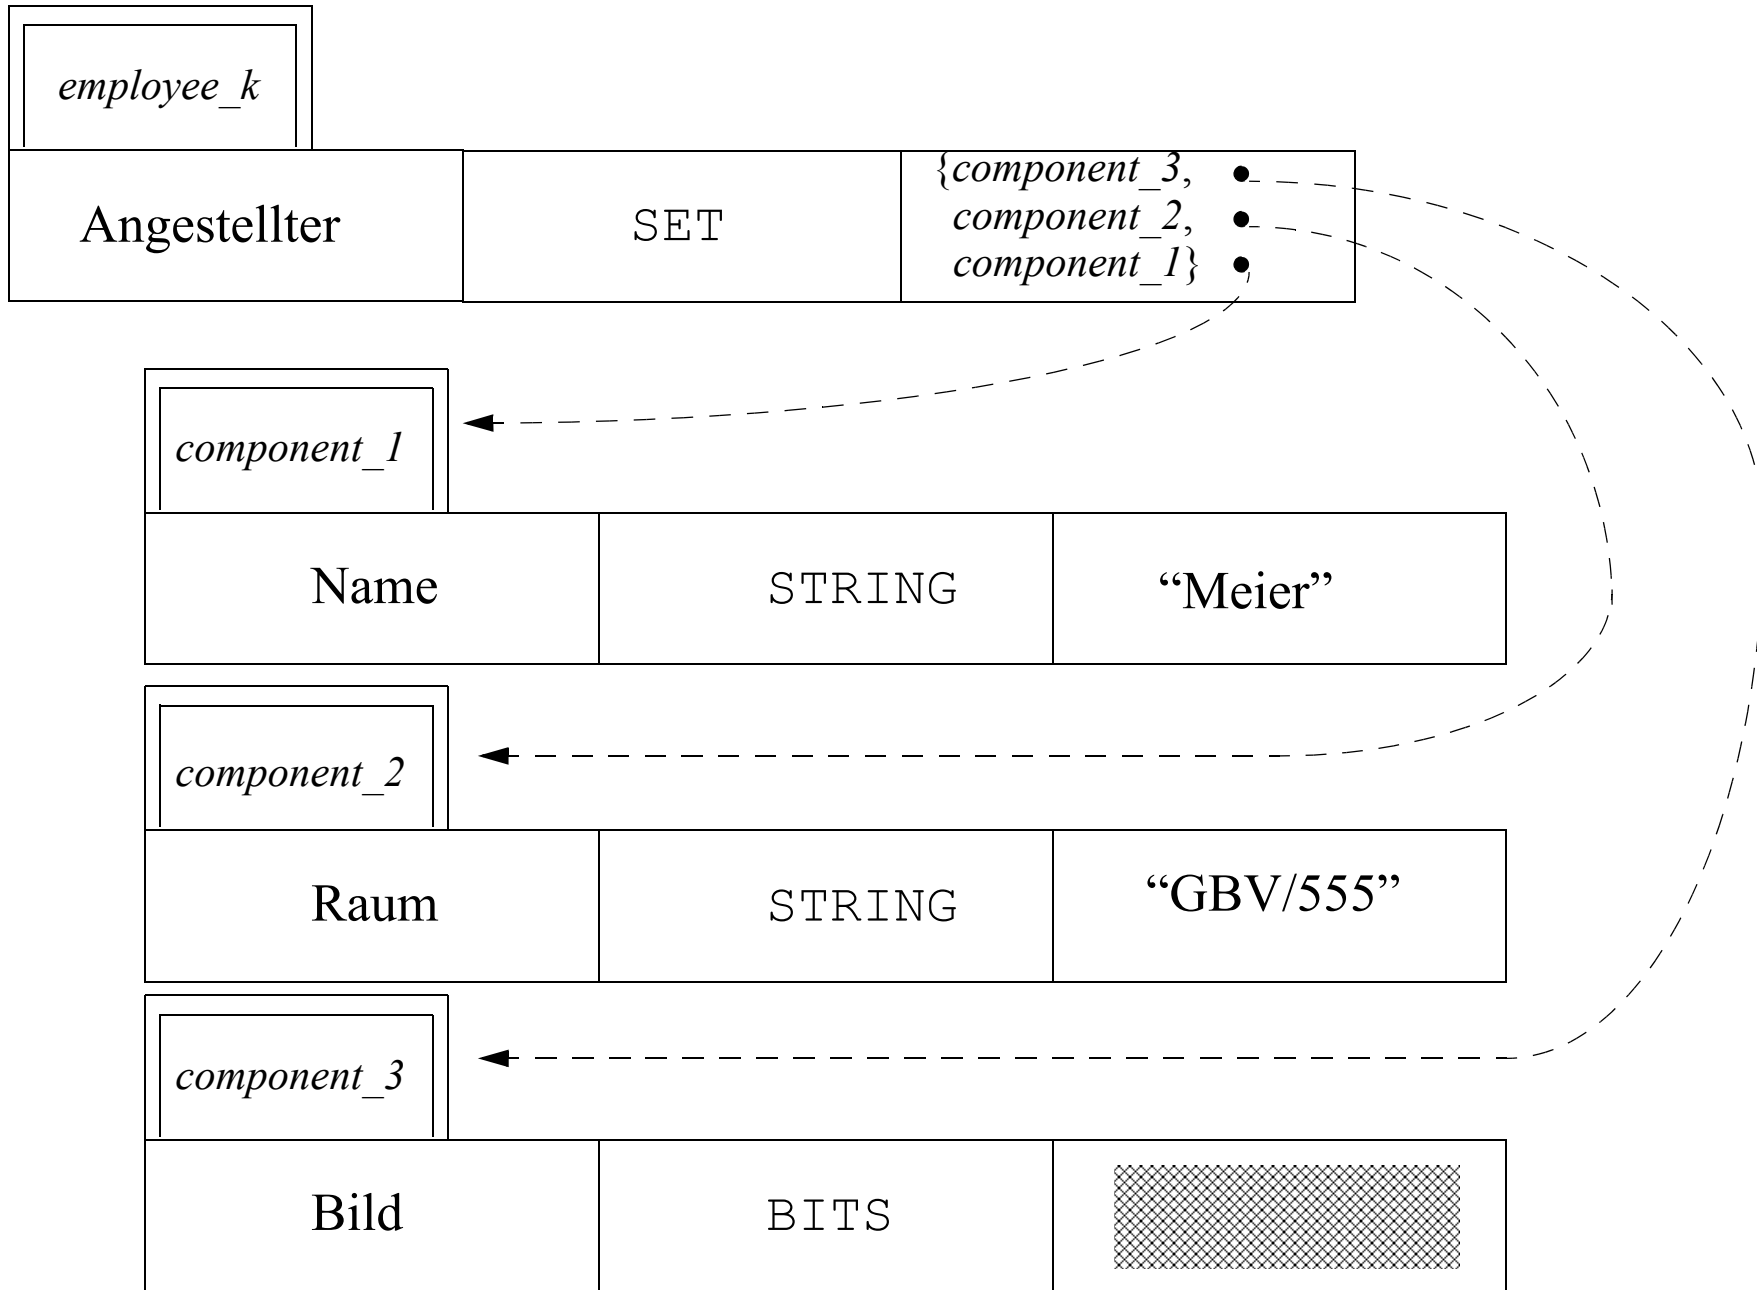 employee_k
Angestellter SET {component_3,
component_2,
component_1}
component_1
Name STRING “Meier”
component_2
Raum STRING “GBV/555”
component_3
Bild BITS